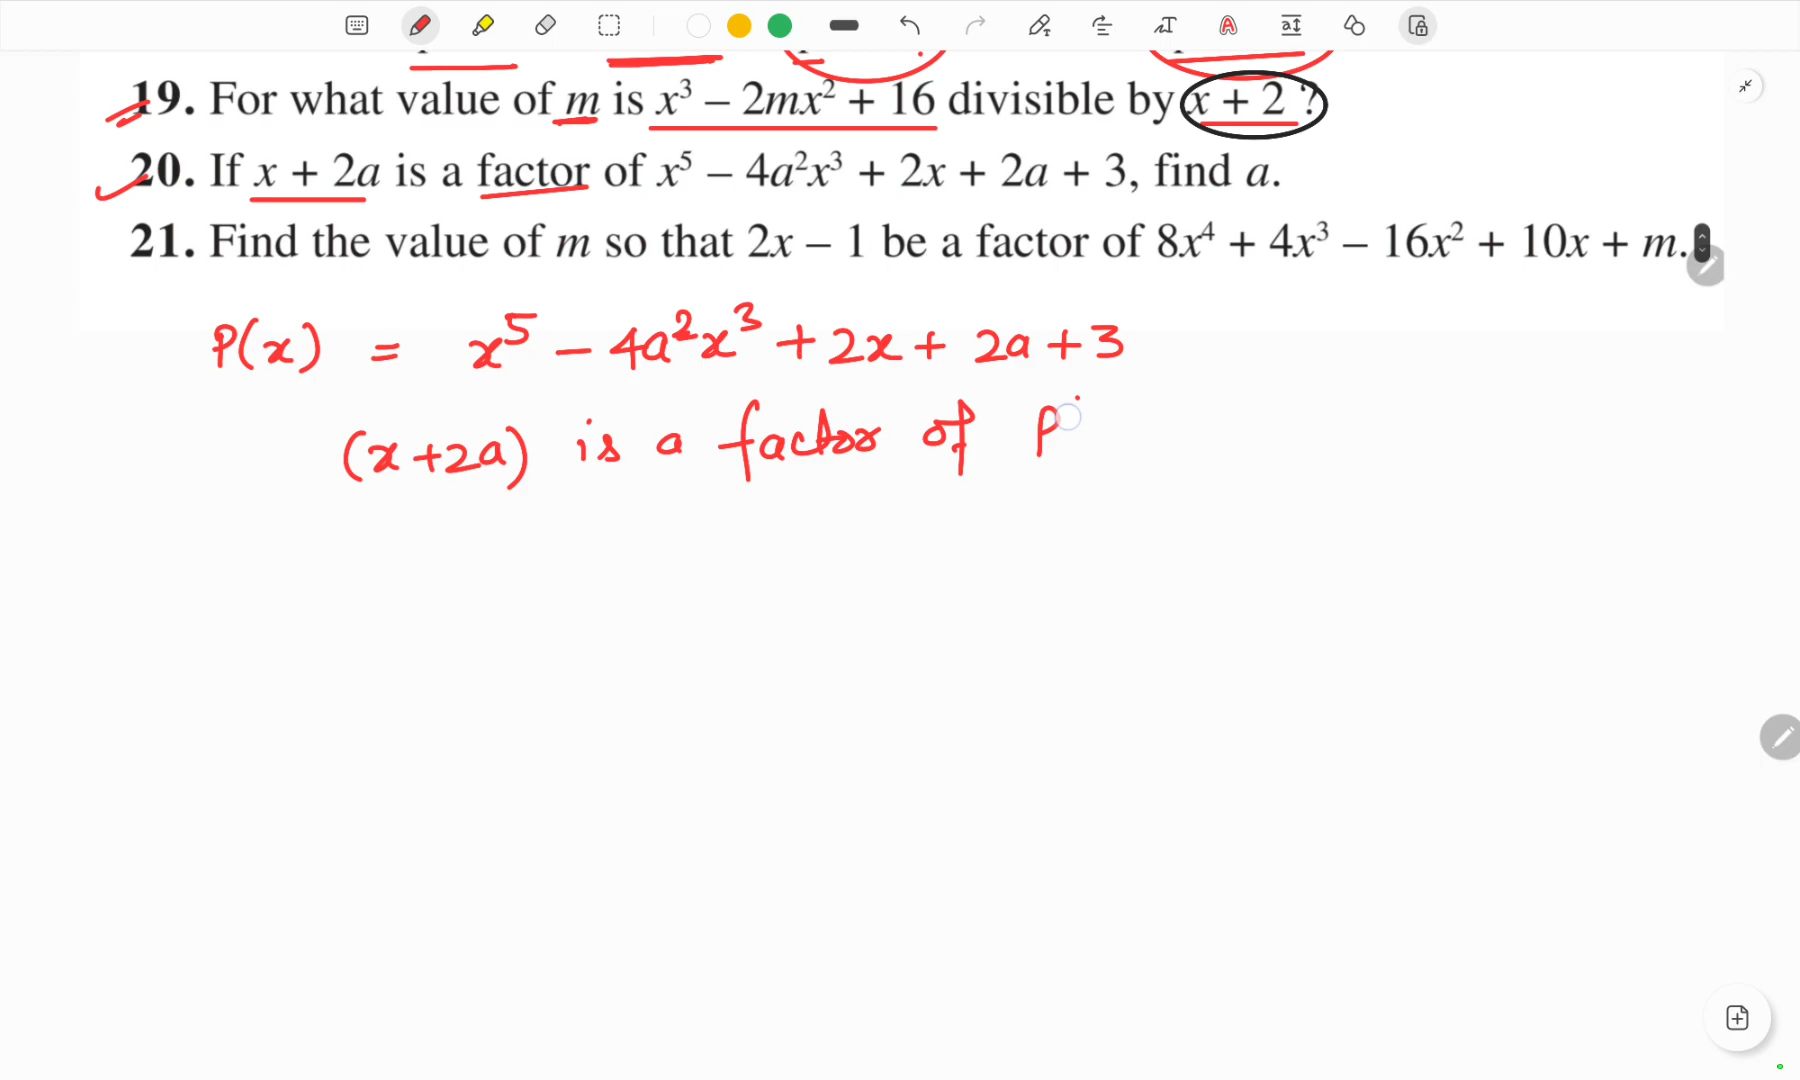 19. For what value of m is x³ – 2mx² + 16 divisible by x + 2 ?
20. If x + 2a is a factor of x⁵ – 4a²x³ + 2x + 2a + 3, find a.
21. Find the value of m so that 2x – 1 be a factor of 8x⁴ + 4x³ – 16x² + 10x + m.
P(x) = x⁵ – 4a²x³ + 2x + 2a + 3
(x+2a) is a factor of P